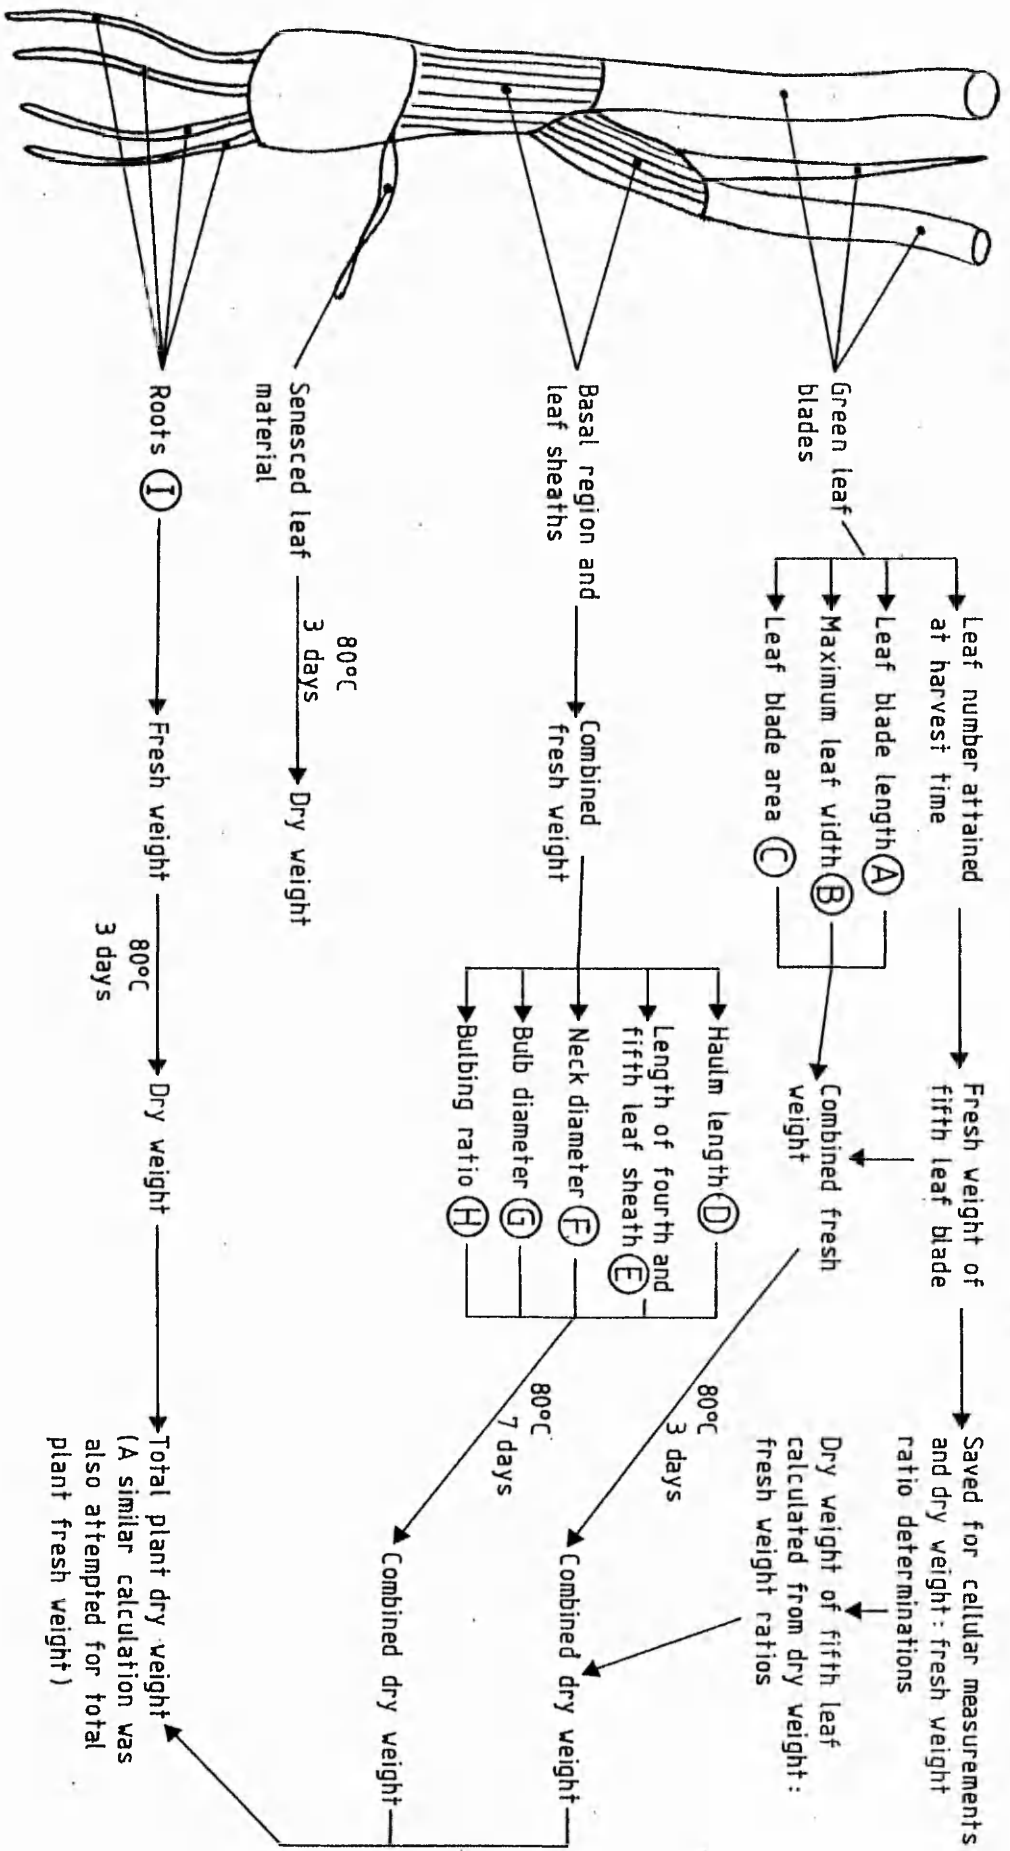 Green leaf
blades
Leaf number attained
at harvest time
Leaf blade length A
Maximum leaf width B
Leaf blade area C
Fresh weight of
fifth leaf blade
Combined fresh
weight
Saved for cellular measurements
and dry weight : fresh weight
ratio determinations
Dry weight of fifth leaf
calculated from dry weight :
fresh weight ratios
80°C
3 days
Combined dry weight
Basal region and
leaf sheaths
Combined
fresh weight
Haulm length D
Length of fourth and
fifth leaf sheath E
Neck diameter F
Bulb diameter G
Bulbing ratio H
80°C
7 days
Combined dry weight
Senesced leaf
material
80°C
3 days
Dry weight
Roots I
Fresh weight
80°C
3 days
Dry weight
Total plant dry weight
(A similar calculation was
also attempted for total
plant fresh weight)